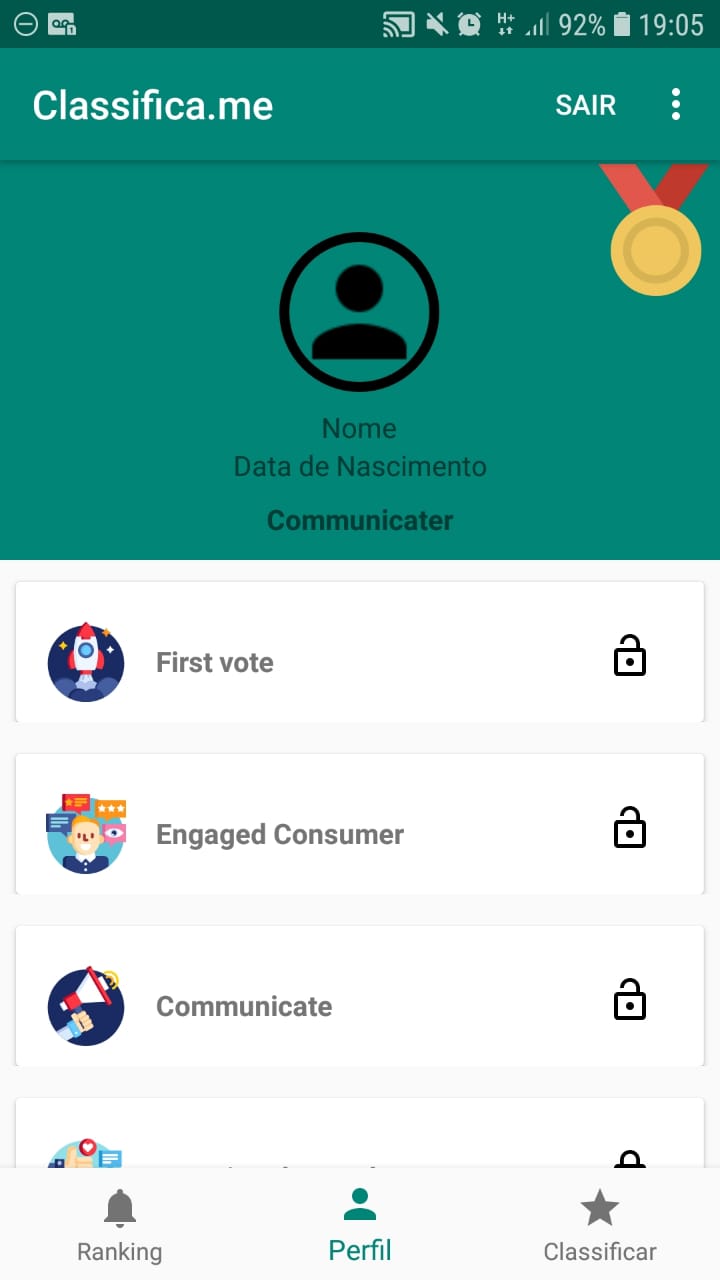 92% 19:05
Classifica.me SAIR
Nome
Data de Nascimento
Communicater
First vote
Engaged Consumer
Communicate
Ranking Perfil Classificar